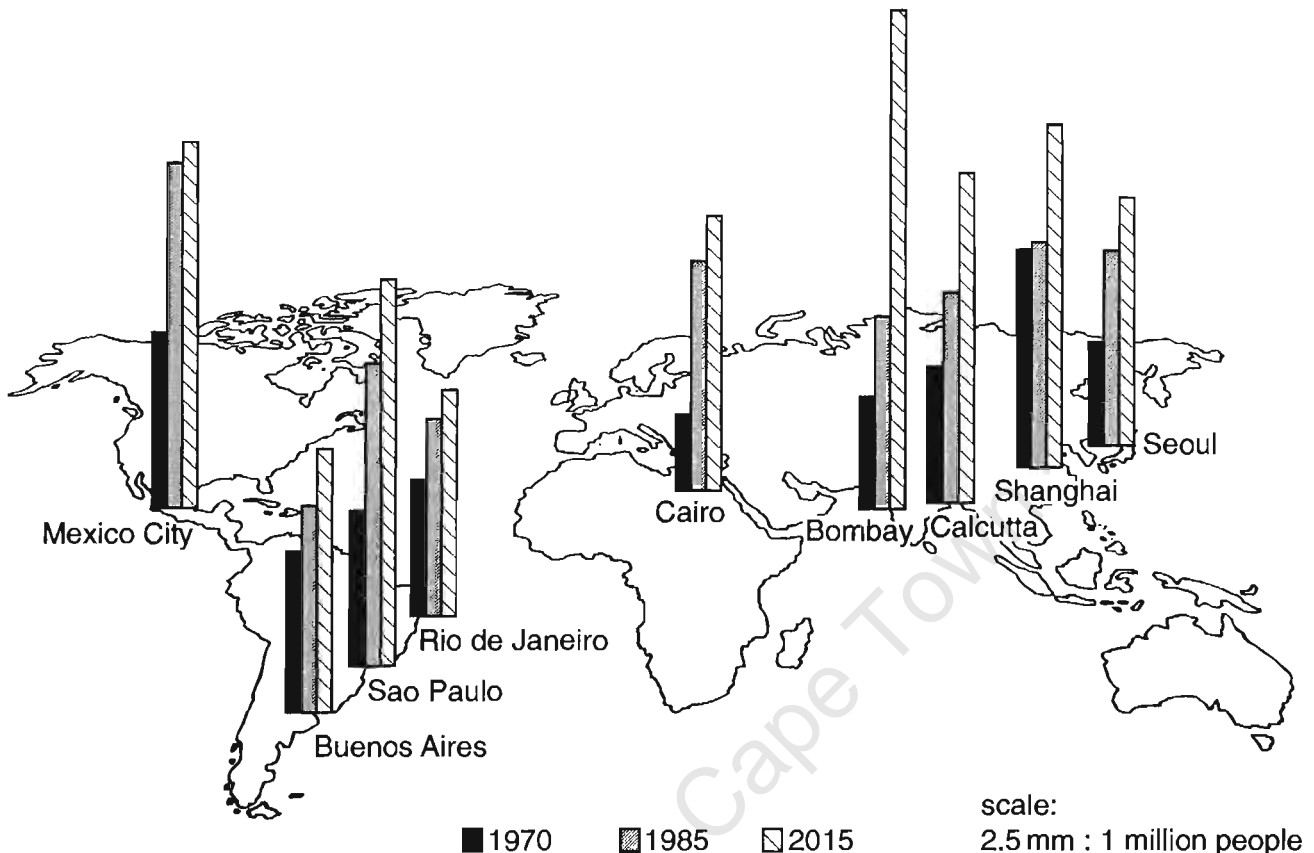 Mexico City
Buenos Aires
Sao Paulo
Rio de Janeiro
Cairo
Bombay
Calcutta
Shanghai
Seoul
Cape Town
1970 1985 2015
scale:
2.5 mm : 1 million people